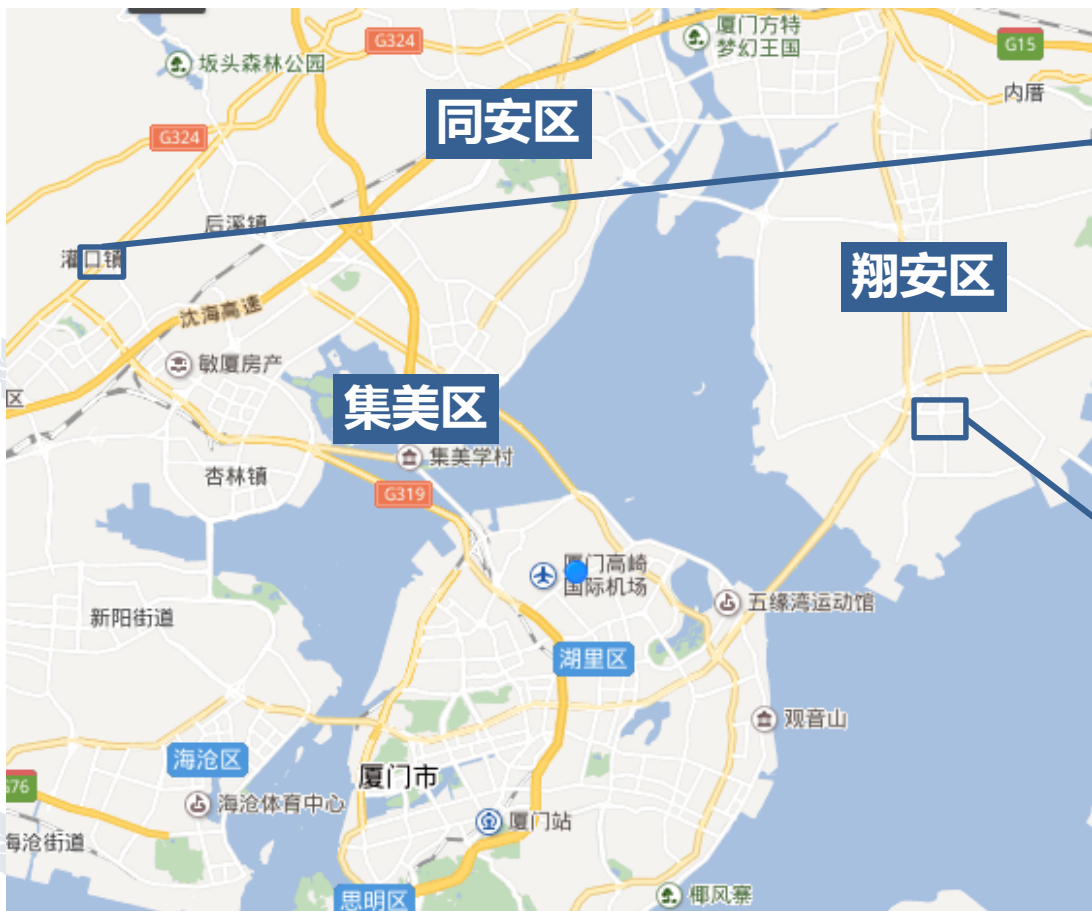 厦门方特
梦幻王国
G324
G15
坂头森林公园
内厝
同安区
G324
后溪镇
灌口镇
翔安区
沈海高速
敏厦房产
区
集美区
集美学村
杏林镇
G319
厦门高崎
国际机场
五缘湾运动馆
新阳街道
湖里区
观音山
海沧区
厦门市
G76
海沧体育中心
厦门站
海沧街道
思明区
椰风寨